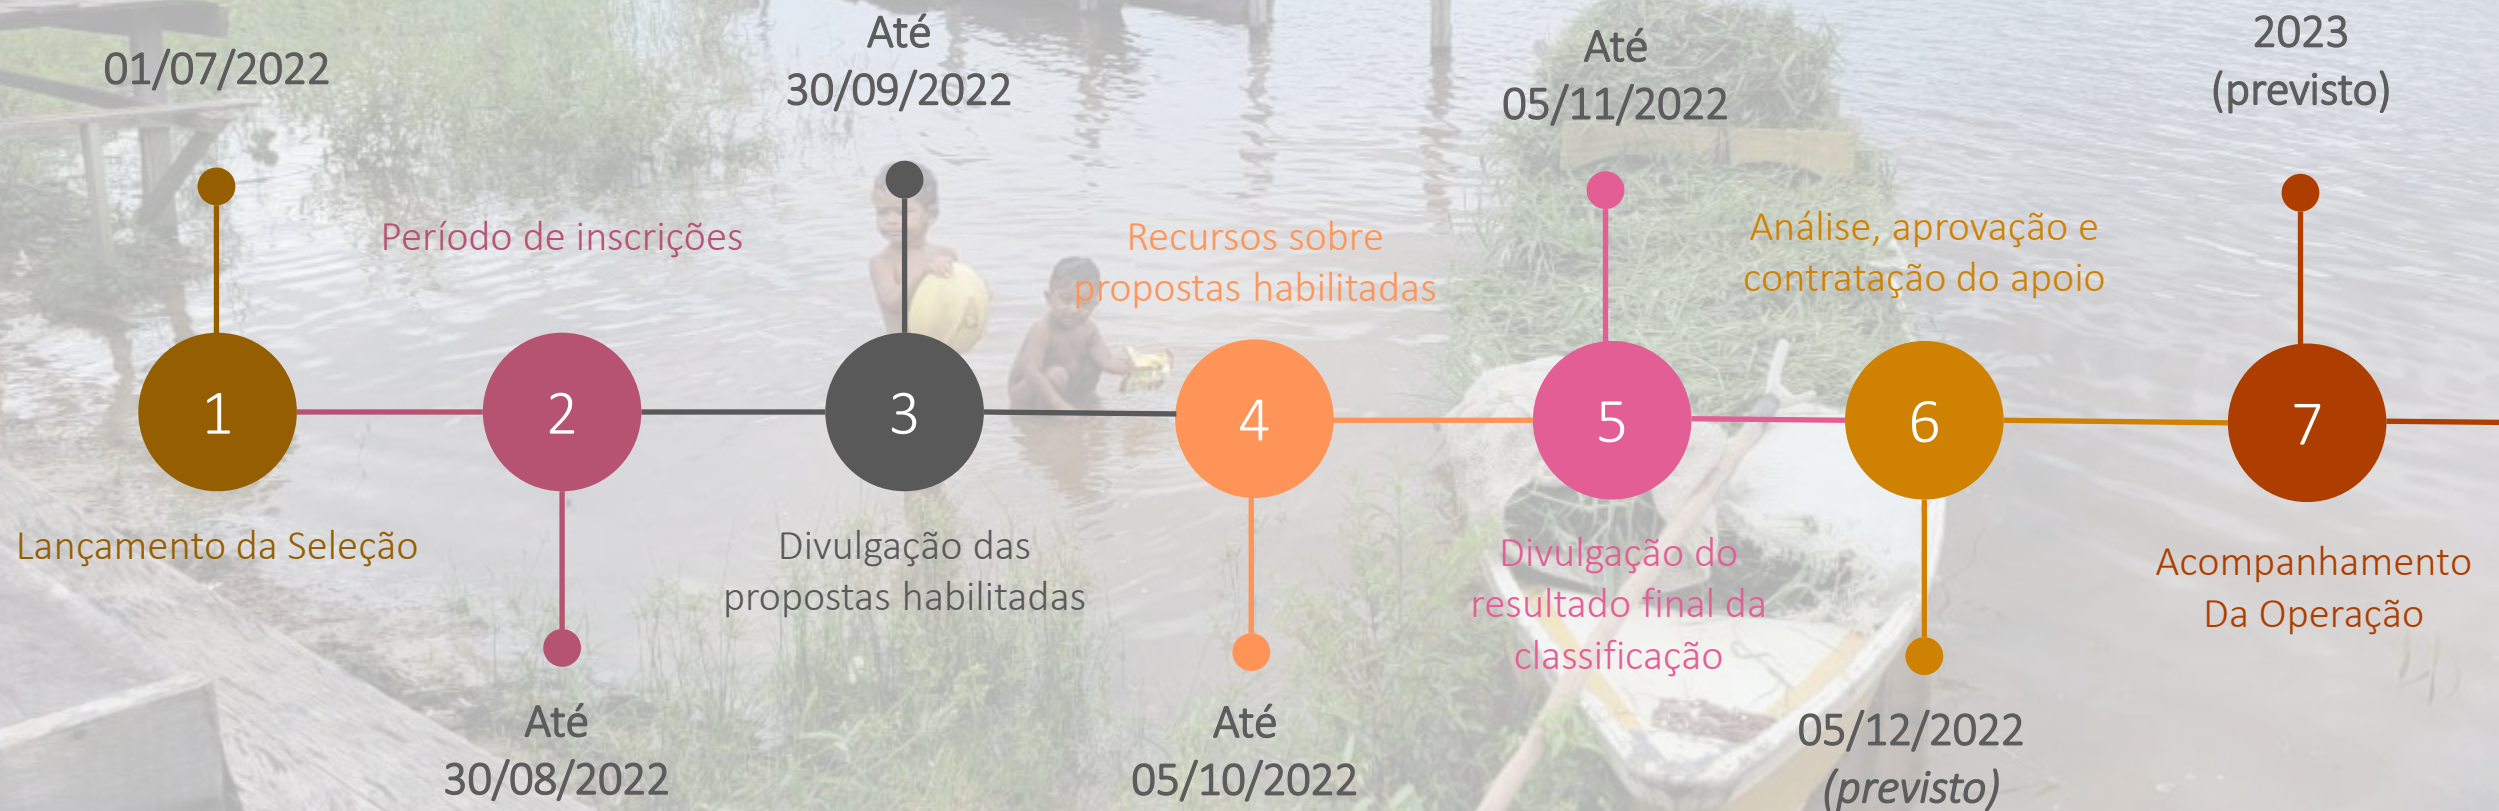 01/07/2022
1
Lançamento da Seleção
Período de inscrições
2
Até
30/08/2022
Até
30/09/2022
3
Divulgação das
propostas habilitadas
Recursos sobre
propostas habilitadas
4
Até
05/10/2022
Até
05/11/2022
5
Divulgação do
resultado final da
classificação
Análise, aprovação e
contratação do apoio
6
05/12/2022
(previsto)
2023
(previsto)
7
Acompanhamento
Da Operação